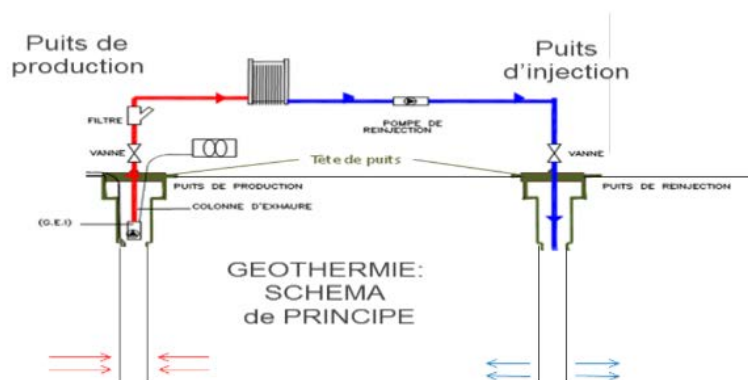 Puits de
production
Puits
d'injection
FILTRE
POMPE DE
REINJECTION
VANNE
VANNE
Tête de puits
PUITS DE PRODUCTION
PUITS DE REINJECTION
COLONNE D'EXHAURE
(G.E.I)
GEOTHERMIE:
SCHEMA
de PRINCIPE